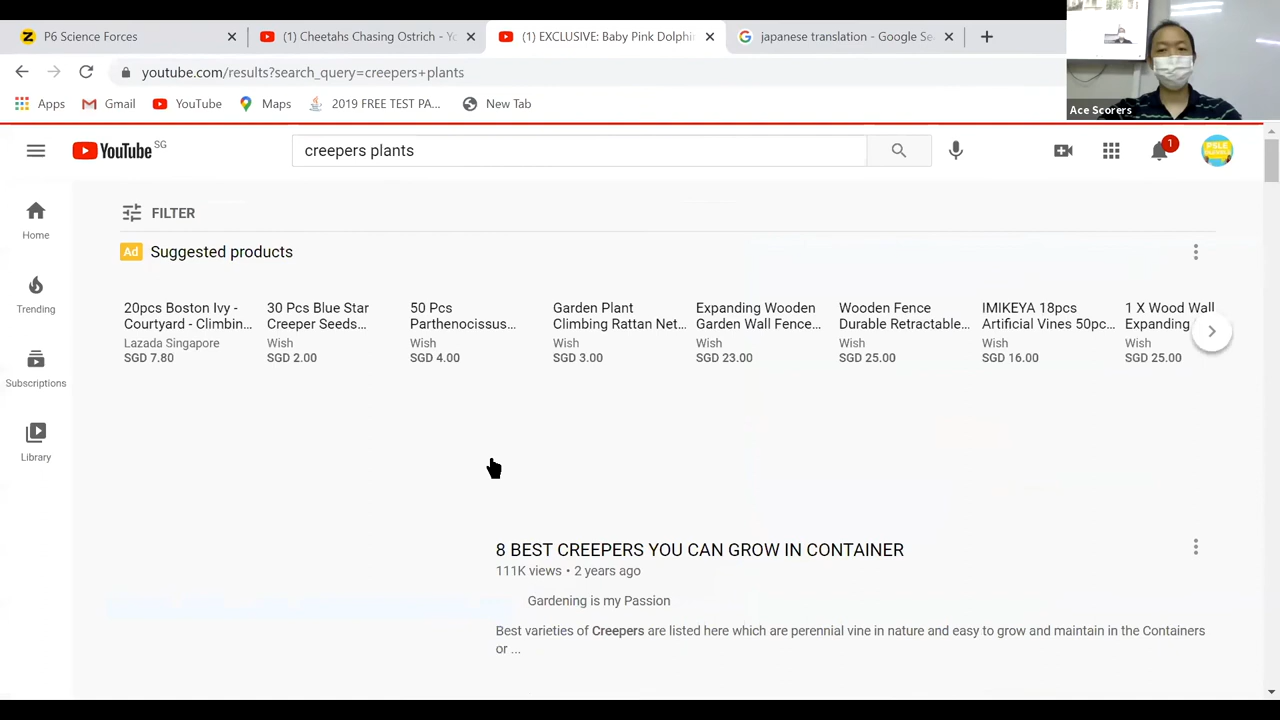 P6 Science Forces
(1) Cheetahs Chasing Ostrich - Yo
(1) EXCLUSIVE: Baby Pink Dolphi
japanese translation - Google Se
youtube.com/results?search_query=creepers+plants
Apps
Gmail
YouTube
Maps
2019 FREE TEST PA...
New Tab
Ace Scorers
YouTube SG
creepers plants
1
PSLE
Home
Trending
Subscriptions
Library
FILTER
Ad Suggested products
20pcs Boston Ivy -
Courtyard - Climbin...
Lazada Singapore
SGD 7.80
30 Pcs Blue Star
Creeper Seeds...
Wish
SGD 2.00
50 Pcs
Parthenocissus...
Wish
SGD 4.00
Garden Plant
Climbing Rattan Net...
Wish
SGD 3.00
Expanding Wooden
Garden Wall Fence...
Wish
SGD 23.00
Wooden Fence
Durable Retractable...
Wish
SGD 25.00
IMIKEYA 18pcs
Artificial Vines 50pc...
Wish
SGD 16.00
1 X Wood Wall
Expanding
Wish
SGD 25.00
8 BEST CREEPERS YOU CAN GROW IN CONTAINER
111K views • 2 years ago
Gardening is my Passion
Best varieties of Creepers are listed here which are perennial vine in nature and easy to grow and maintain in the Containers
or ...